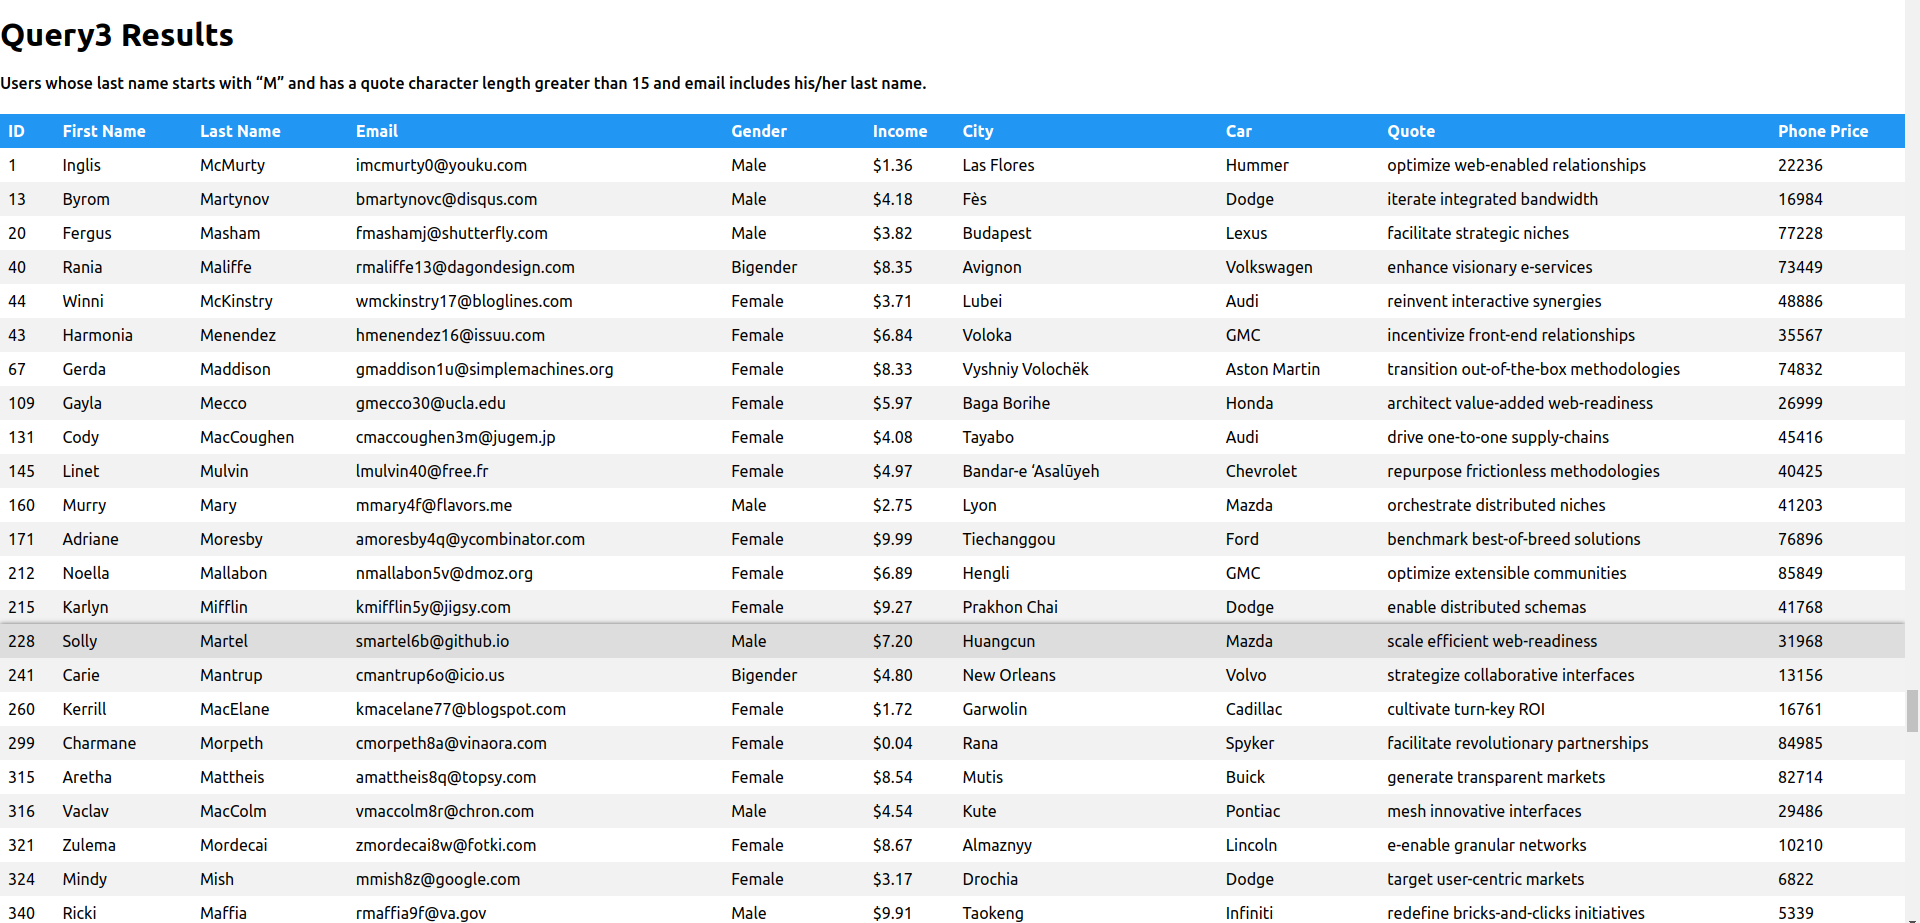 Query3 Results
Users whose last name starts with “M” and has a quote character length greater than 15 and email includes his/her last name.
ID First Name Last Name Email Gender Income City Car Quote Phone Price
1 Inglis McMurty imcmurty0@youku.com Male $1.36 Las Flores Hummer optimize web-enabled relationships 22236
13 Byrom Martynov bmartynovc@disqus.com Male $4.18 Fès Dodge iterate integrated bandwidth 16984
20 Fergus Masham fmashamj@shutterfly.com Male $3.82 Budapest Lexus facilitate strategic niches 77228
40 Rania Maliffe rmaliffe13@dagondesign.com Bigender $8.35 Avignon Volkswagen enhance visionary e-services 73449
44 Winni McKinstry wmckinstry17@bloglines.com Female $3.71 Lubei Audi reinvent interactive synergies 48886
43 Harmonia Menendez hmenendez16@issuu.com Female $6.84 Voloka GMC incentivize front-end relationships 35567
67 Gerda Maddison gmaddison1u@simplemachines.org Female $8.33 Vyshniy Volochëk Aston Martin transition out-of-the-box methodologies 74832
109 Gayla Mecco gmecco30@ucla.edu Female $5.97 Baga Borihe Honda architect value-added web-readiness 26999
131 Cody MacCoughen cmaccoughen3m@jugem.jp Female $4.08 Tayabo Audi drive one-to-one supply-chains 45416
145 Linet Mulvin lmulvin40@free.fr Female $4.97 Bandar-e ‘Asalūyeh Chevrolet repurpose frictionless methodologies 40425
160 Murry Mary mmary4f@flavors.me Male $2.75 Lyon Mazda orchestrate distributed niches 41203
171 Adriane Moresby amoresby4q@ycombinator.com Female $9.99 Tiechanggou Ford benchmark best-of-breed solutions 76896
212 Noella Mallabon nmallabon5v@dmoz.org Female $6.89 Hengli GMC optimize extensible communities 85849
215 Karlyn Mifflin kmifflin5y@jigsy.com Female $9.27 Prakhon Chai Dodge enable distributed schemas 41768
228 Solly Martel smartel6b@github.io Male $7.20 Huangcun Mazda scale efficient web-readiness 31968
241 Carie Mantrup cmantrup6o@icio.us Bigender $4.80 New Orleans Volvo strategize collaborative interfaces 13156
260 Kerrill MacElane kmacelane77@blogspot.com Female $1.72 Garwolin Cadillac cultivate turn-key ROI 16761
299 Charmane Morpeth cmorpeth8a@vinaora.com Female $0.04 Rana Spyker facilitate revolutionary partnerships 84985
315 Aretha Mattheis amattheis8q@topsy.com Female $8.54 Mutis Buick generate transparent markets 82714
316 Vaclav MacColm vmaccolm8r@chron.com Male $4.54 Kute Pontiac mesh innovative interfaces 29486
321 Zulema Mordecai zmordecai8w@fotki.com Female $8.67 Almaznyy Lincoln e-enable granular networks 10210
324 Mindy Mish mmish8z@google.com Female $3.17 Drochia Dodge target user-centric markets 6822
340 Ricki Maffia rmaffia9f@va.gov Male $9.91 Taokeng Infiniti redefine bricks-and-clicks initiatives 5339